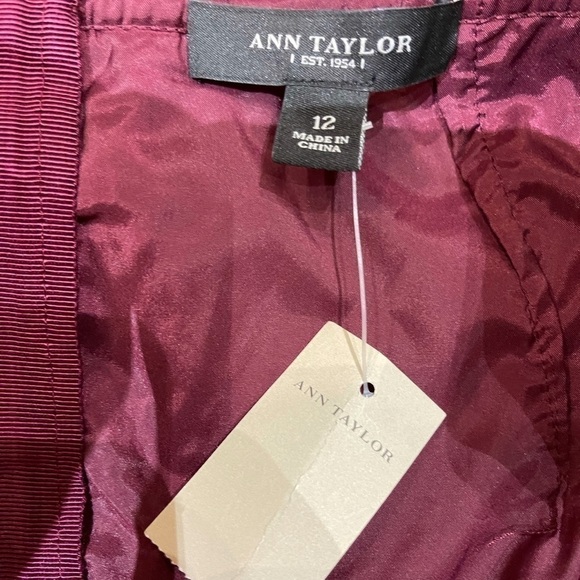 ANN TAYLOR
EST. 1954
12
MADE IN
CHINA
ANN TAYLOR